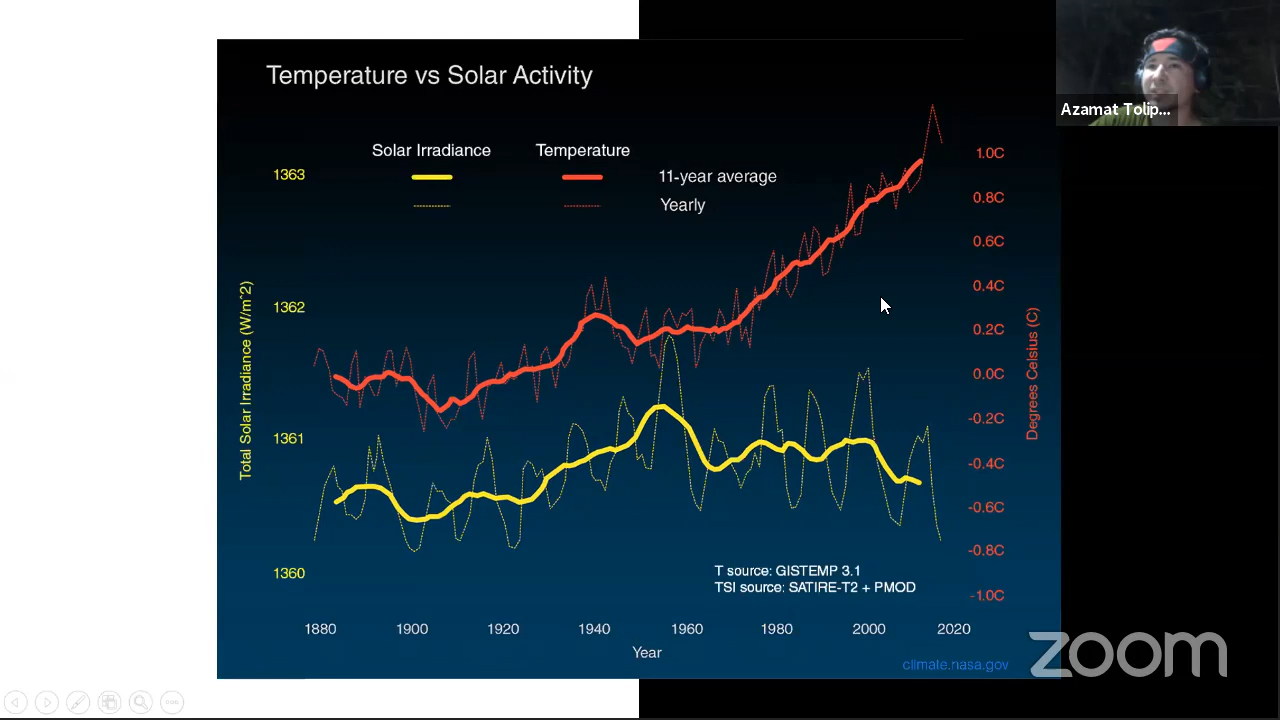 Temperature vs Solar Activity
Azamat Tolip...
Solar Irradiance
Temperature
11-year average
Yearly
1363
1362
1361
1360
Total Solar Irradiance (W/m^2)
1.0C
0.8C
0.6C
0.4C
0.2C
0.0C
-0.2C
-0.4C
-0.6C
-0.8C
-1.0C
Degrees Celsius (C)
T source: GISTEMP 3.1
TSI source: SATIRE-T2 + PMOD
1880 1900 1920 1940 1960 1980 2000 2020
Year
climate.nasa.gov
zoom